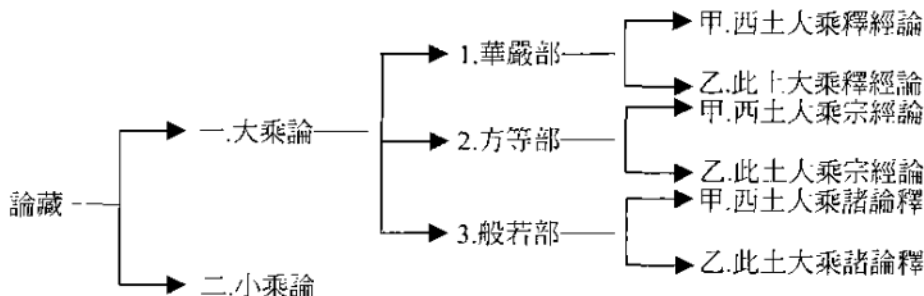 論藏
一.大乘論
1.華嚴部
甲.西土大乘釋經論
乙.此土大乘釋經論
2.方等部
甲.西土大乘宗經論
乙.此土大乘宗經論
3.般若部
甲.西土大乘諸論釋
乙.此土大乘諸論釋
二.小乘論